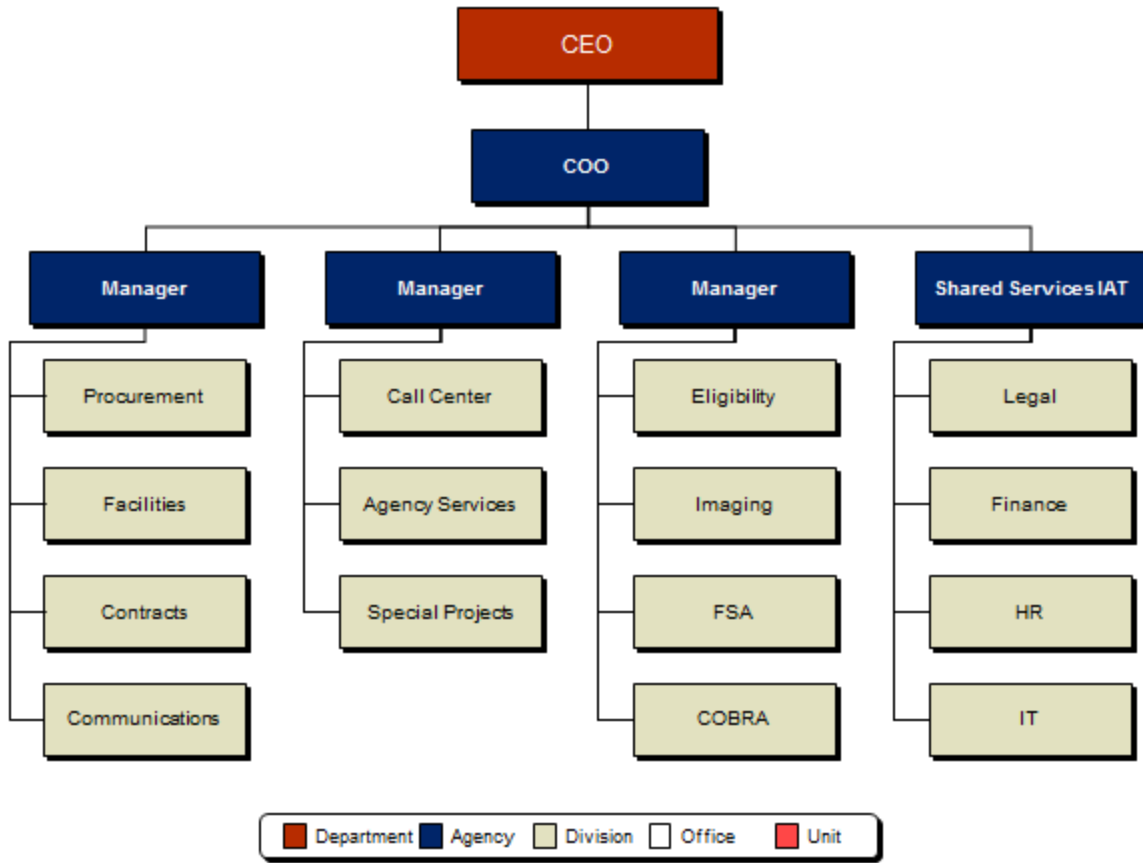 CEO
COO
Manager
Manager
Manager
Shared Services IAT
Procurement
Call Center
Eligibility
Legal
Facilities
Agency Services
Imaging
Finance
Contracts
Special Projects
FSA
HR
Communications
COBRA
IT
Department Agency Division Office Unit